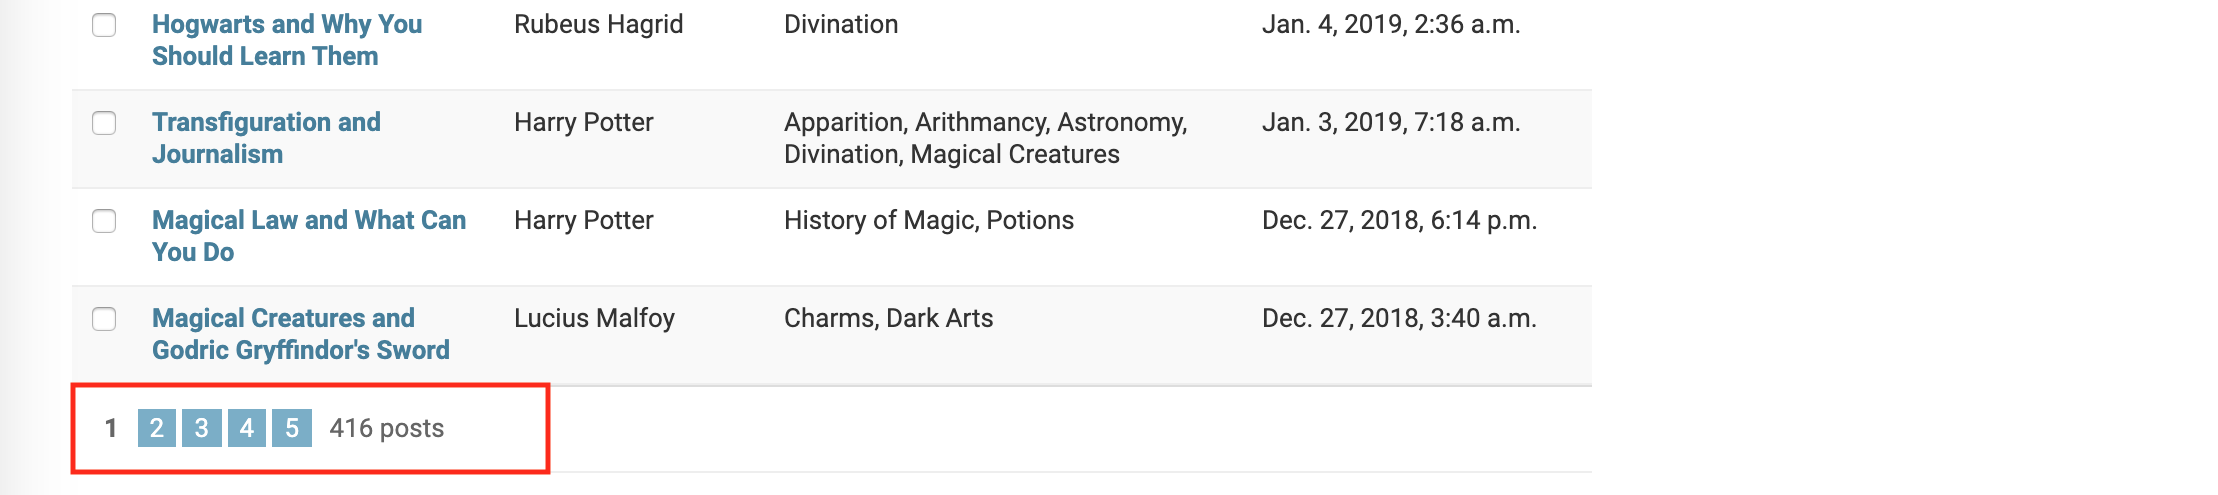 Hogwarts and Why You Rubeus Hagrid Divination Jan. 4, 2019, 2:36 a.m.
Should Learn Them
Transfiguration and Harry Potter Apparition, Arithmancy, Astronomy, Jan. 3, 2019, 7:18 a.m.
Journalism Divination, Magical Creatures
Magical Law and What Can Harry Potter History of Magic, Potions Dec. 27, 2018, 6:14 p.m.
You Do
Magical Creatures and Lucius Malfoy Charms, Dark Arts Dec. 27, 2018, 3:40 a.m.
Godric Gryffindor's Sword
1 2 3 4 5 416 posts